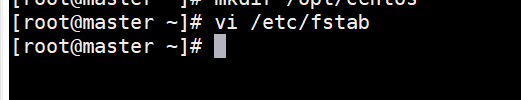 [root@master ~]# mkdir /opt/centos
[root@master ~]# vi /etc/fstab
[root@master ~]#